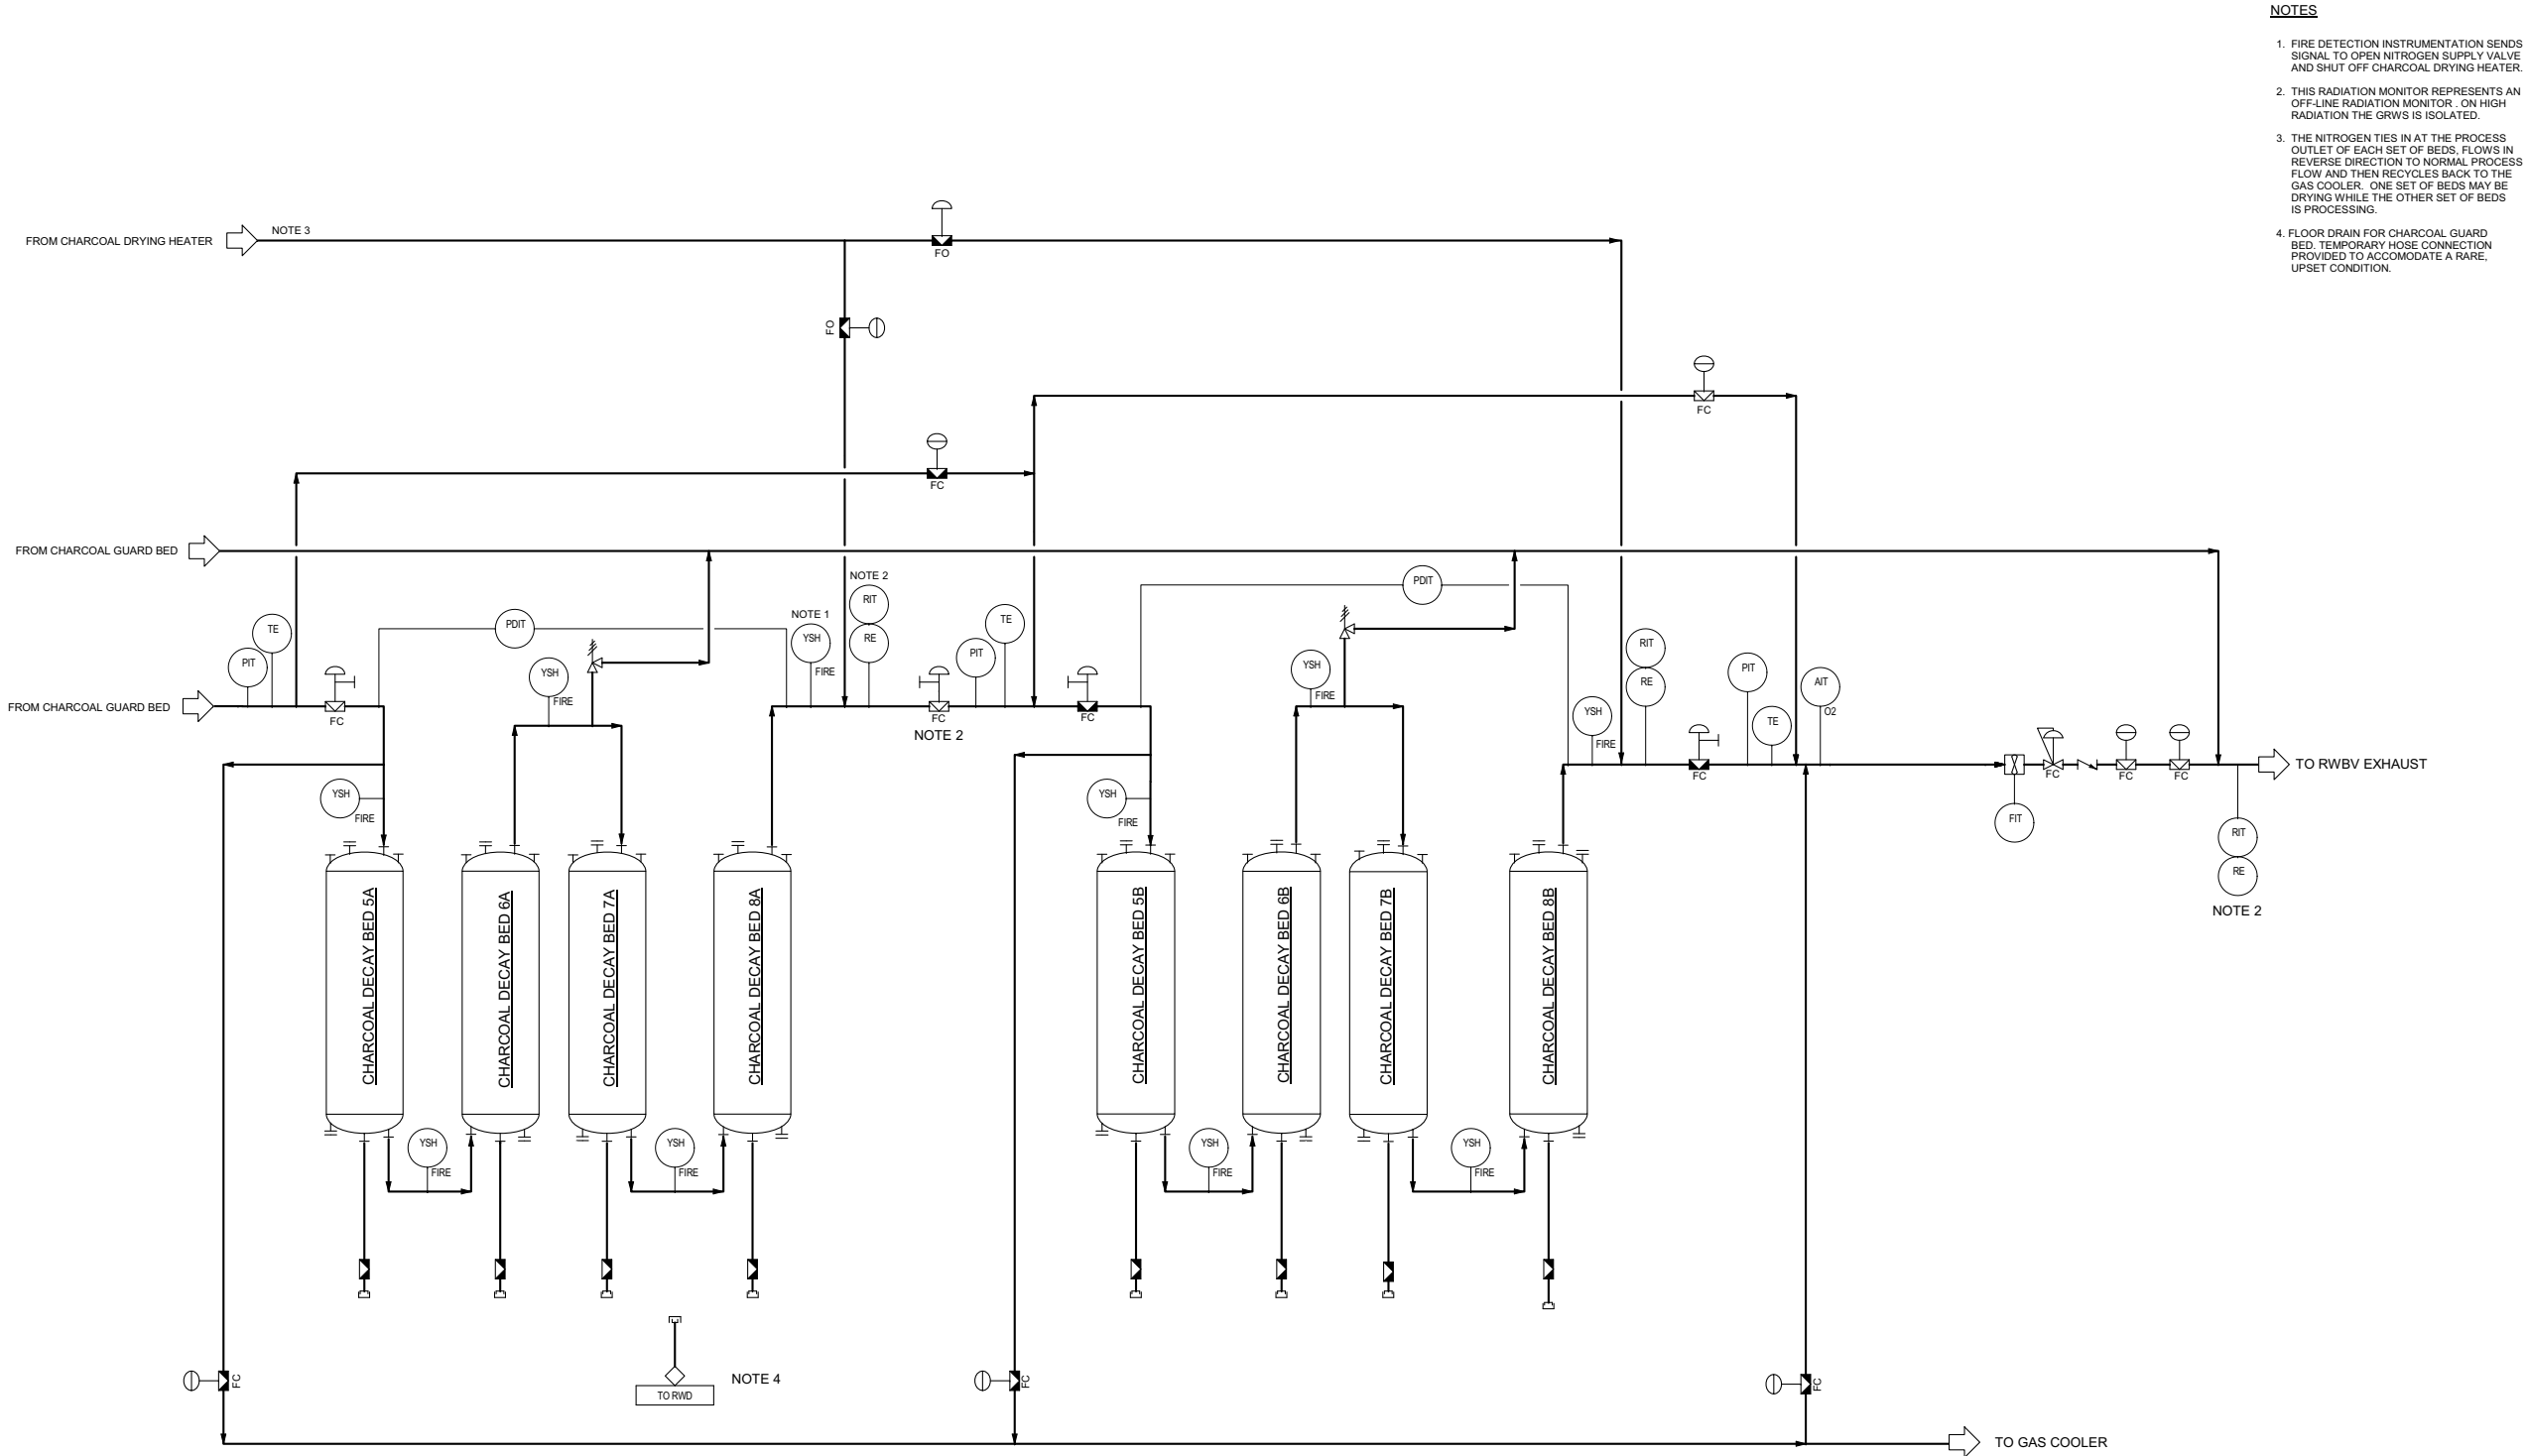 NOTES
1. FIRE DETECTION INSTRUMENTATION SENDS
SIGNAL TO OPEN NITROGEN SUPPLY VALVE
AND SHUT OFF CHARCOAL DRYING HEATER.
2. THIS RADIATION MONITOR REPRESENTS AN
OFF-LINE RADIATION MONITOR . ON HIGH
RADIATION THE GRWS IS ISOLATED.
3. THE NITROGEN TIES IN AT THE PROCESS
OUTLET OF EACH SET OF BEDS, FLOWS IN
REVERSE DIRECTION TO NORMAL PROCESS
FLOW AND THEN RECYCLES BACK TO THE
GAS COOLER. ONE SET OF BEDS MAY BE
DRYING WHILE THE OTHER SET OF BEDS
IS PROCESSING.
4. FLOOR DRAIN FOR CHARCOAL GUARD
BED. TEMPORARY HOSE CONNECTION
PROVIDED TO ACCOMODATE A RARE,
UPSET CONDITION.
FROM CHARCOAL DRYING HEATER
NOTE 3
FO
FO
FC
FC
FROM CHARCOAL GUARD BED
NOTE 2
PDIT
RIT
NOTE 1
PDIT
TE
YSH
RE
FIRE
TE
PIT
PIT
YSH
FIRE
YSH
FIRE
RIT
RE
PIT
AIT
O2
FROM CHARCOAL GUARD BED
FC
FC
NOTE 2
FC
YSH
FIRE
TE
FC
FC
FC
FC
TO RWBV EXHAUST
YSH
FIRE
YSH
FIRE
FIT
RIT
RE
NOTE 2
CHARCOAL DECAY BED 5A
CHARCOAL DECAY BED 6A
CHARCOAL DECAY BED 7A
CHARCOAL DECAY BED 8A
CHARCOAL DECAY BED 5B
CHARCOAL DECAY BED 6B
CHARCOAL DECAY BED 7B
CHARCOAL DECAY BED 8B
YSH
FIRE
YSH
FIRE
YSH
FIRE
YSH
FIRE
FC
TO RWD
NOTE 4
FC
FC
TO GAS COOLER